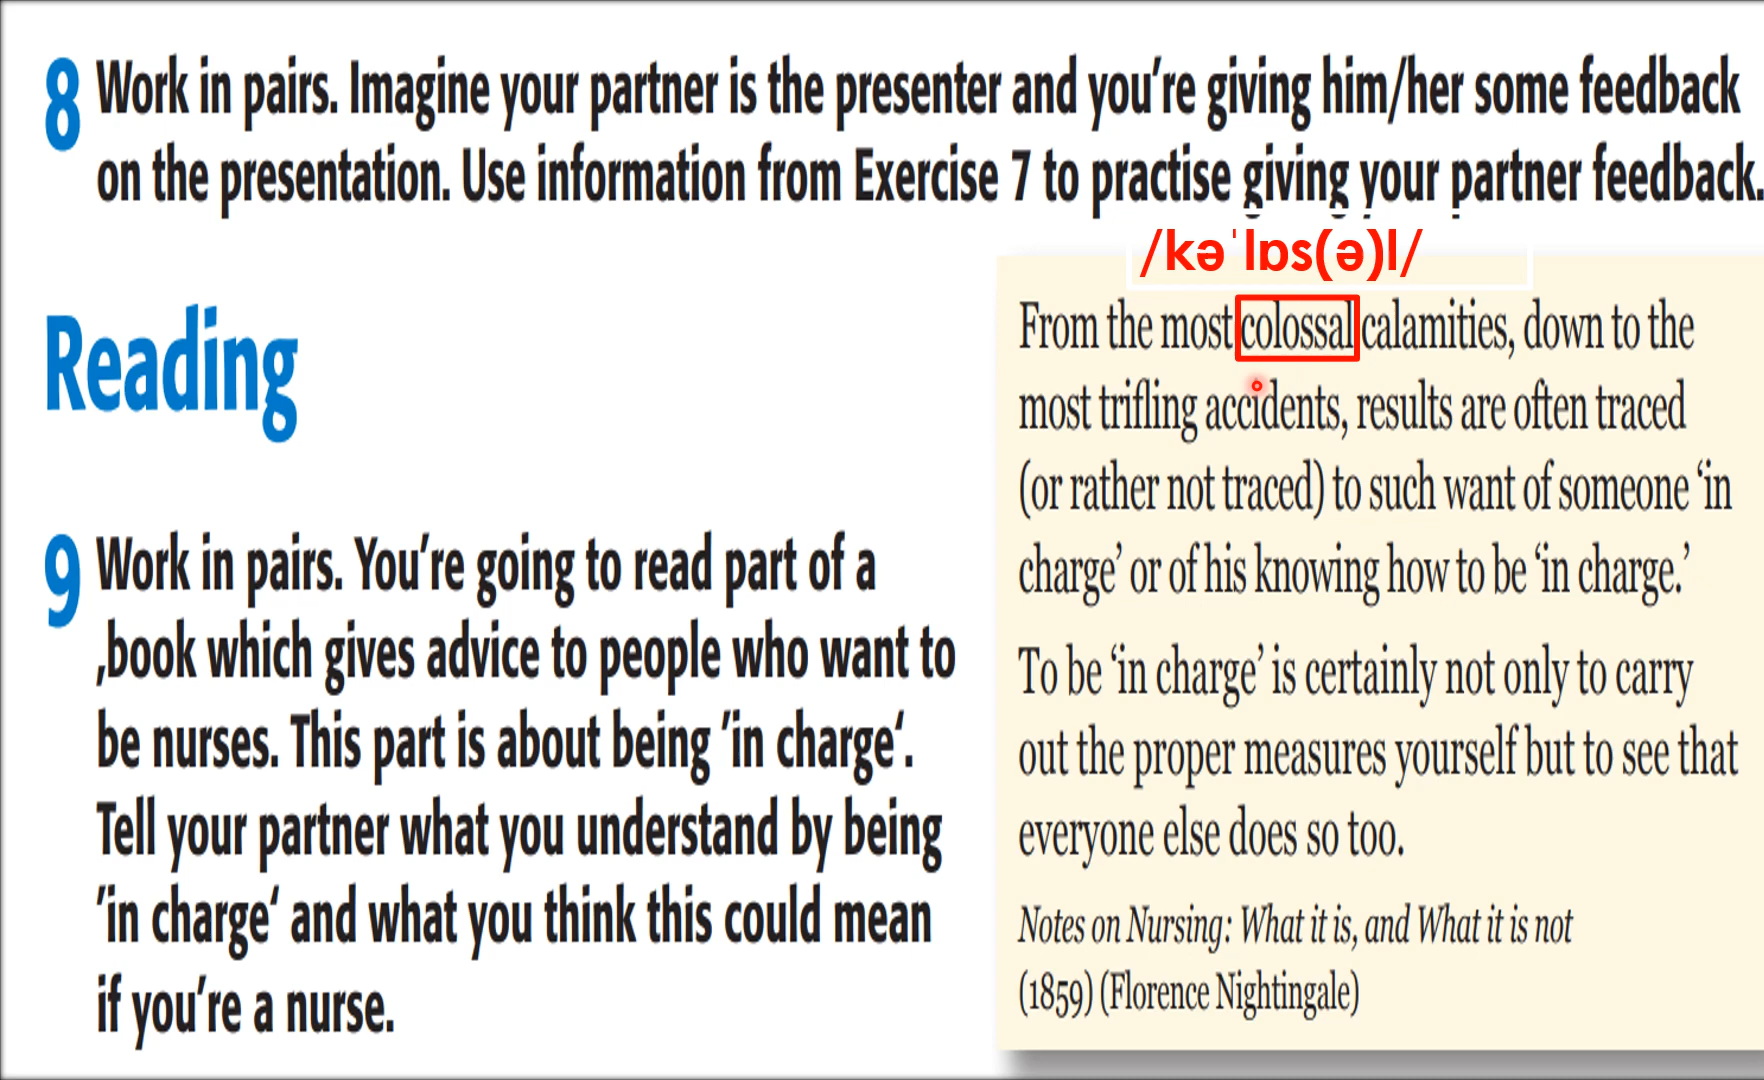 8 Work in pairs. Imagine your partner is the presenter and you're giving him/her some feedback
on the presentation. Use information from Exercise 7 to practise giving your partner feedback.
Reading
9 Work in pairs. You're going to read part of a
,book which gives advice to people who want to
be nurses. This part is about being ′in charge‘.
Tell your partner what you understand by being
′in charge‘ and what you think this could mean
if you're a nurse.
/kəˈlɒs(ə)l/
From the most colossal calamities, down to the
most trifling accidents, results are often traced
(or rather not traced) to such want of someone ‘in
charge’ or of his knowing how to be ‘in charge.’
To be ‘in charge’ is certainly not only to carry
out the proper measures yourself but to see that
everyone else does so too.
Notes on Nursing: What it is, and What it is not
(1859) (Florence Nightingale)